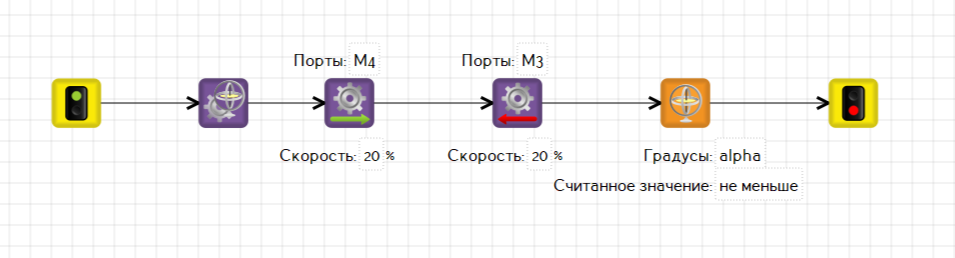 Порты: M4
Порты: M3
Скорость: 20 %
Скорость: 20 %
Градусы: alpha
Считанное значение: не меньше